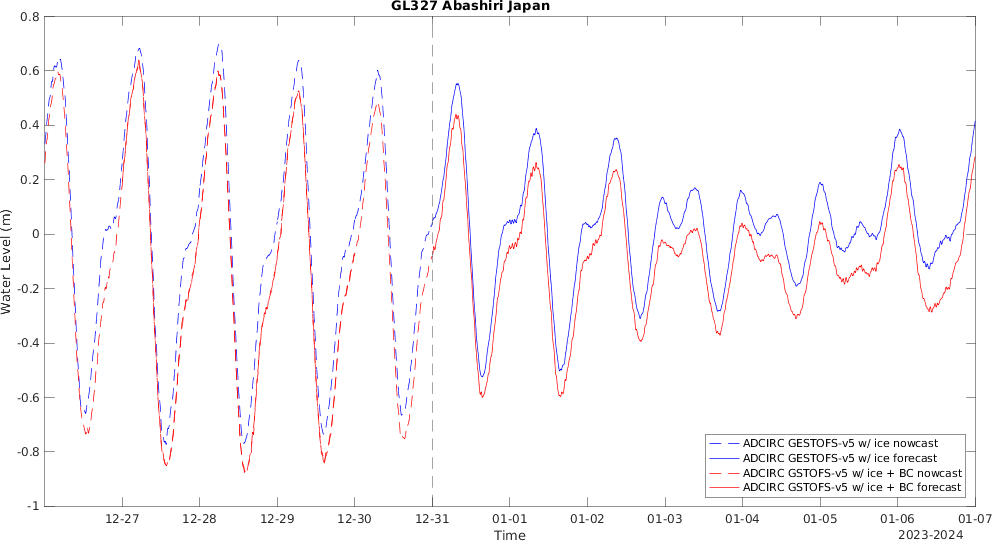 GL327 Abashiri Japan
0.8
0.6
0.4
0.2
0
-0.2
-0.4
-0.6
-0.8
-1
Water Level (m)
ADCIRC GESTOFS-v5 w/ ice nowcast
ADCIRC GESTOFS-v5 w/ ice forecast
ADCIRC GSTOFS-v5 w/ ice + BC nowcast
ADCIRC GSTOFS-v5 w/ ice + BC forecast
12-27 12-28 12-29 12-30 12-31 01-01 01-02 01-03 01-04 01-05 01-06 01-07
Time
2023-2024